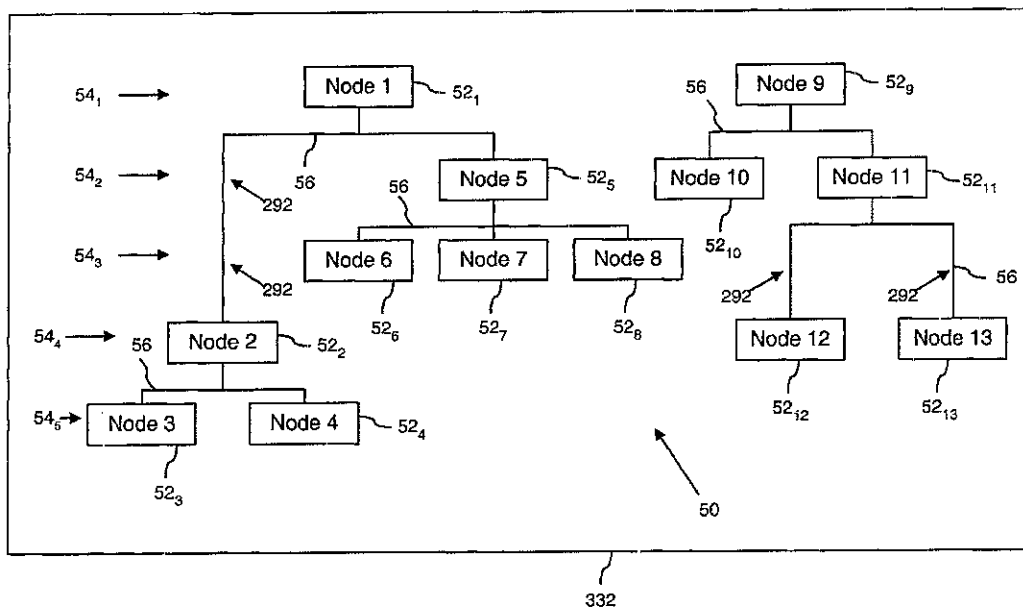 54₁
Node 1
52₁
Node 9
52₉
56
56
54₂
292
Node 5
52₅
Node 10
Node 11
52₁₁
56
52₁₀
54₃
292
Node 6
Node 7
Node 8
292
292
56
52₆
52₇
52₈
54₄
Node 2
52₂
Node 12
Node 13
56
54₅
Node 3
Node 4
52₄
52₁₂
52₁₃
52₃
50
332